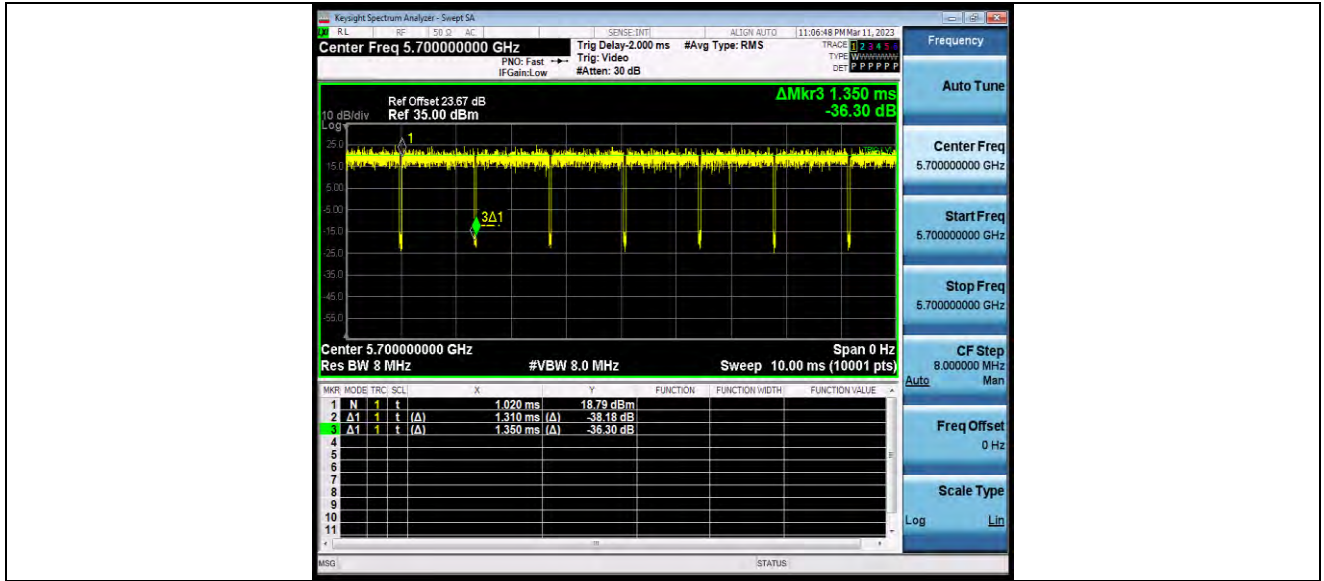 Keysight Spectrum Analyzer - Swept SA
RL RF 50 Ω AC SENSE:INT ALIGN AUTO 11:06:48 PM Mar 11, 2023
Center Freq 5.700000000 GHz
PNO: Fast
IFGain:Low
Trig Delay-2.000 ms
Trig: Video
#Atten: 30 dB
#Avg Type: RMS
TRACE 1 2 3 4 5 6
TYPE WWWWWW
DET P P P P P P
Frequency
ΔMkr3 1.350 ms
-36.30 dB
Ref Offset 23.67 dB
10 dB/div Ref 35.00 dBm
Log
25.0
15.0
5.00
-5.00
-15.0
-25.0
-35.0
-45.0
-55.0
1
3Δ1
Center 5.700000000 GHz Span 0 Hz
Res BW 8 MHz #VBW 8.0 MHz Sweep 10.00 ms (10001 pts)
MKR MODE TRC SCL X Y FUNCTION FUNCTION WIDTH FUNCTION VALUE
1 N 1 t 1.020 ms 18.79 dBm
2 Δ1 1 t (Δ) 1.310 ms (Δ) -38.18 dB
3 Δ1 1 t (Δ) 1.350 ms (Δ) -36.30 dB
4
5
6
7
8
9
10
11
MSG STATUS
Auto Tune
Center Freq
5.700000000 GHz
Start Freq
5.700000000 GHz
Stop Freq
5.700000000 GHz
CF Step
8.000000 MHz
Auto Man
Freq Offset
0 Hz
Scale Type
Log Lin